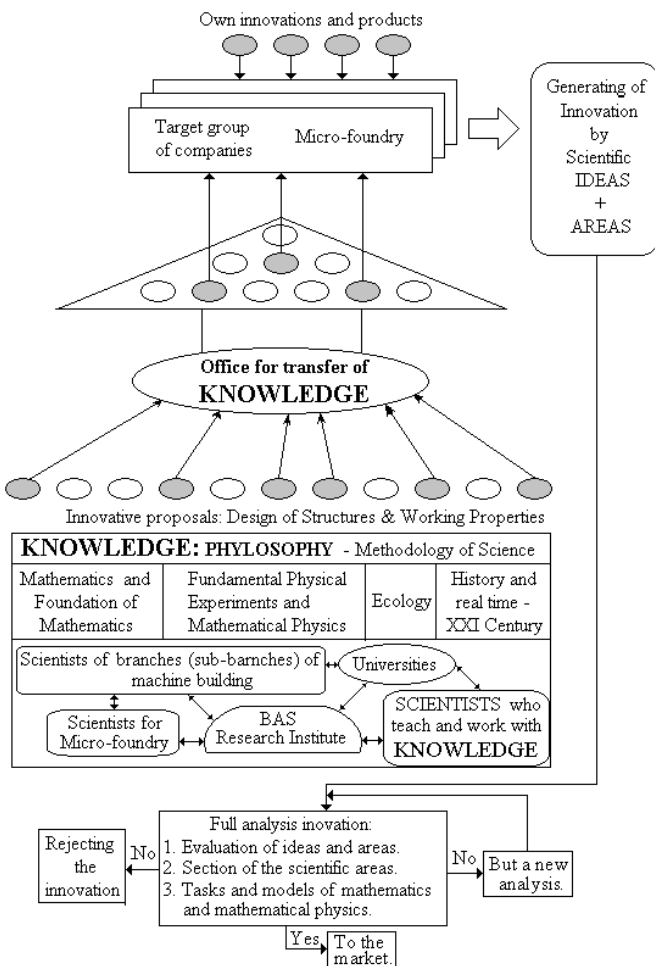 Own innovations and products
Target group
of companies
Micro-foundry
Generating of
Innovation
by
Scientific
IDEAS
+
AREAS
Office for transfer of
KNOWLEDGE
Innovative proposals: Design of Structures & Working Properties
KNOWLEDGE: PHYLOSOPHY - Methodology of Science
Mathematics and
Foundation of
Mathematics
Fundamental Physical
Experiments and
Mathematical Physics
Ecology
History and
real time -
XXI Century
Scientists of branches (sub-barnches) of
machine building
Universities
Scientists for
Micro-foundry
BAS
Research Institute
SCIENTISTS who
teach and work with
KNOWLEDGE
Full analysis inovation:
1. Evaluation of ideas and areas.
2. Section of the scientific areas.
3. Tasks and models of mathematics
and mathematical physics.
No
Rejecting
the
innovation
No
But a new
analysis.
Yes
To the
market.